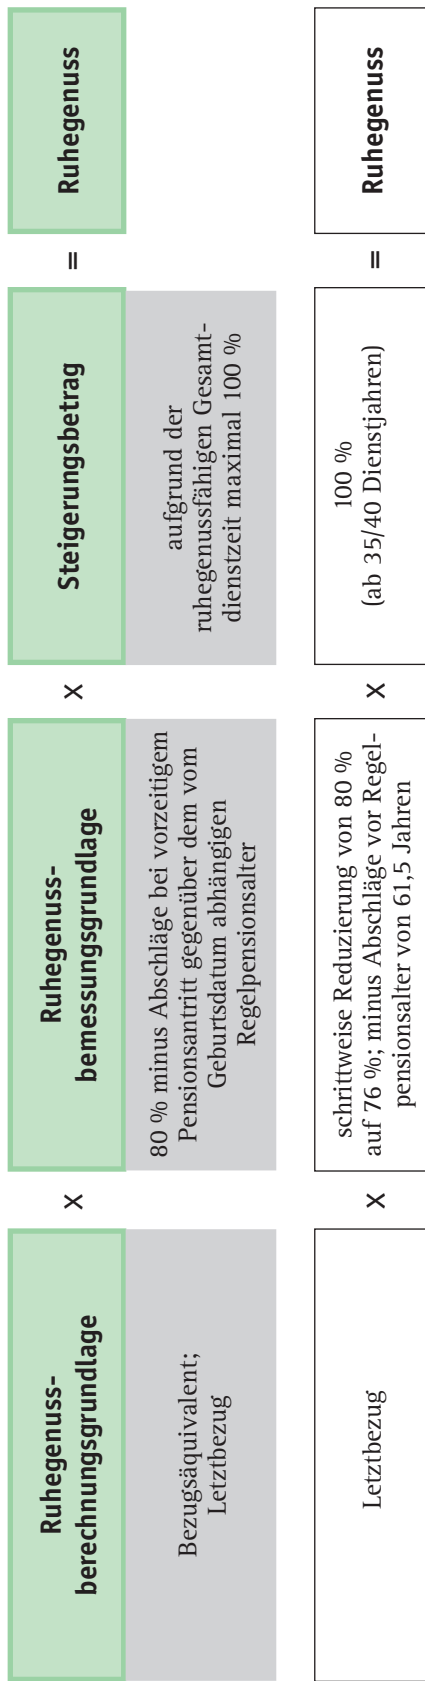 Ruhegenuss-
berechnungsgrundlage
x
Ruhegenuss-
bemessungsgrundlage
x
Steigerungsbetrag
=
Ruhegenuss
Bezugsäquivalent;
Letztbezug
80 % minus Abschläge bei vorzeitigem
Pensionsantritt gegenüber dem vom
Geburtsdatum abhängigen
Regelpensionsalter
aufgrund der
ruhegenussfähigen Gesamt-
dienstzeit maximal 100 %
Letztbezug
x
schrittweise Reduzierung von 80 %
auf 76 %; minus Abschläge vor Regel-
pensionsalter von 61,5 Jahren
x
100 %
(ab 35/40 Dienstjahren)
=
Ruhegenuss